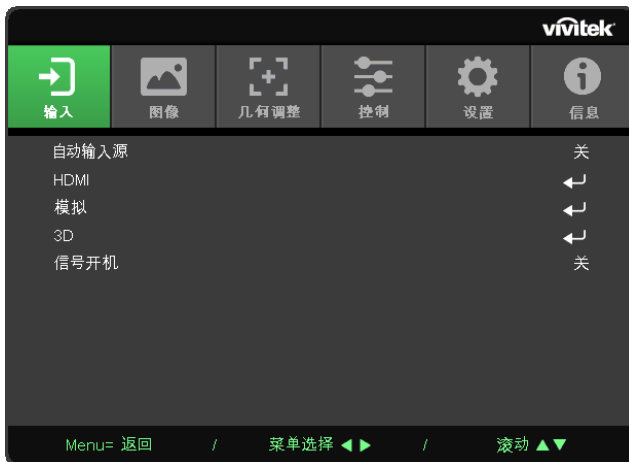 vivitek
输入 图像 几何调整 控制 设置 信息
自动输入源 关
HDMI
模拟
3D
信号开机 关
Menu= 返回 / 菜单选择 ◀ ▶ / 滚动 ▲▼